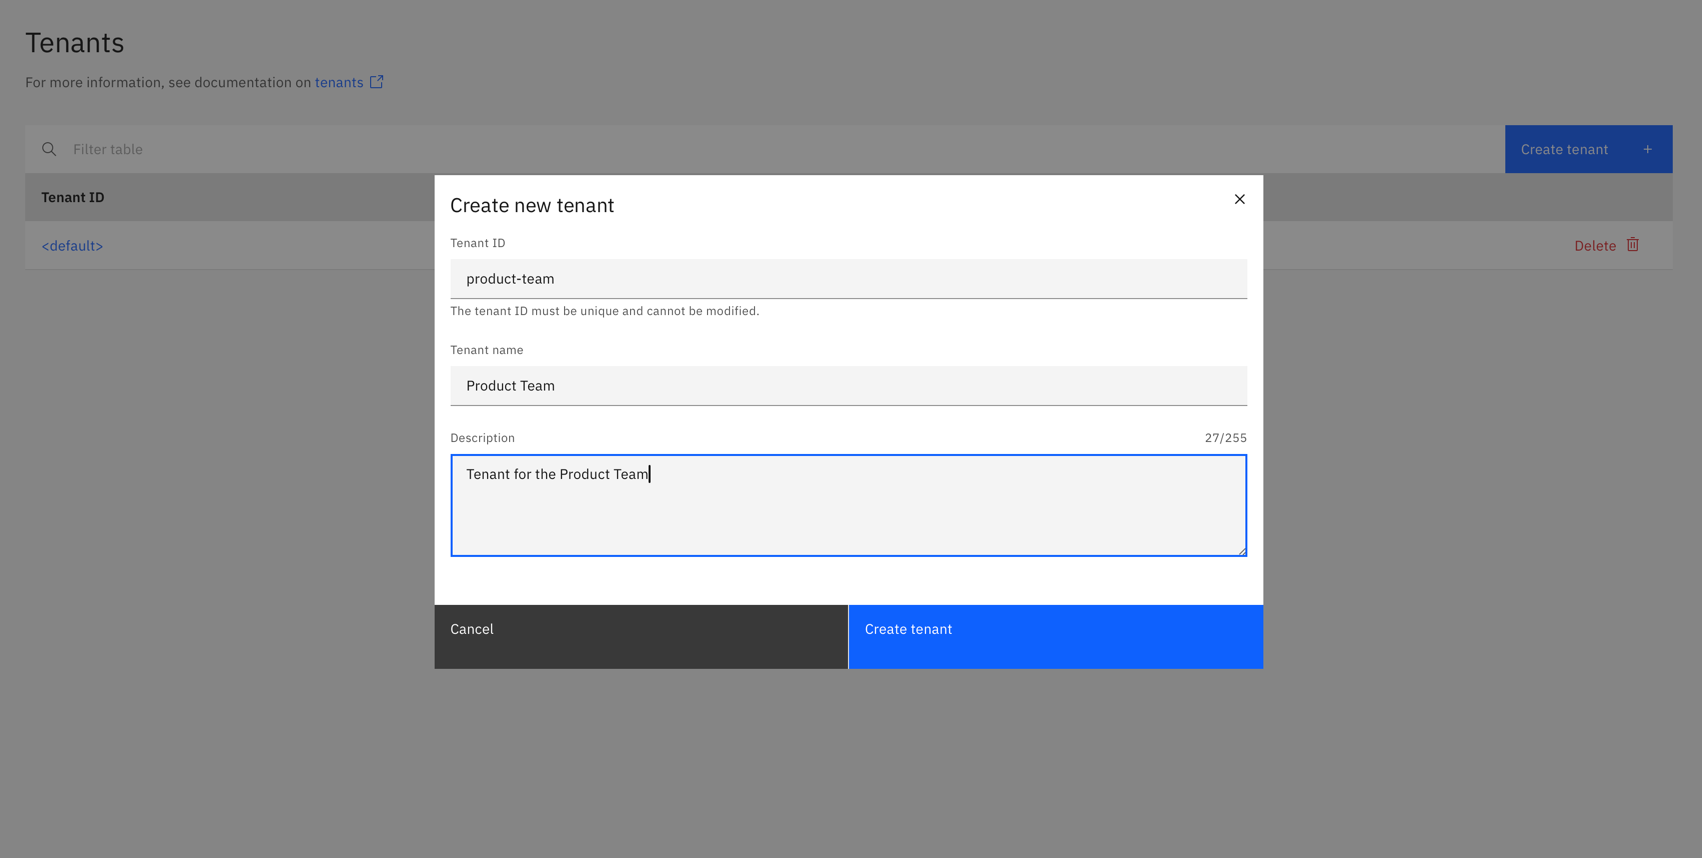 Tenants
For more information, see documentation on tenants
Filter table
Create tenant +
Tenant ID
<default>
Delete
Create new tenant
Tenant ID
product-team
The tenant ID must be unique and cannot be modified.
Tenant name
Product Team
Description 27/255
Tenant for the Product Team
Cancel
Create tenant